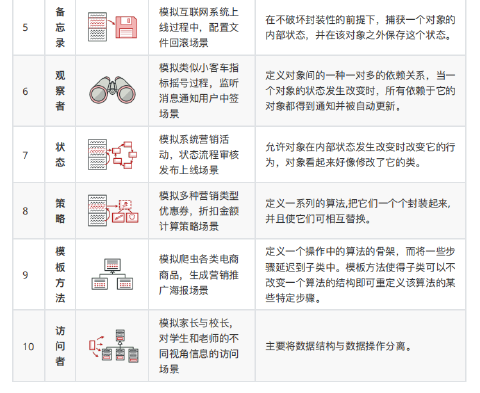 5
备
忘
录
模拟互联网系统上
线过程中，配置文
件回滚场景
在不破坏封装性的前提下，捕获一个对象的
内部状态，并在该对象之外保存这个状态。
6
观
察
者
模拟类似小客车指
标摇号过程，监听
消息通知用户中签
场景
定义对象间的一种一对多的依赖关系，当一
个对象的状态发生改变时，所有依赖于它的
对象都得到通知并被自动更新。
7
状
态
模拟系统营销活
动，状态流程审核
发布上线场景
允许对象在内部状态发生改变时改变它的行
为，对象看起来好像修改了它的类。
8
策
略
模拟多种营销类型
优惠券，折扣金额
计算策略场景
定义一系列的算法,把它们一个个封装起来，
并且使它们可相互替换。
9
模
板
方
法
模拟爬虫各类电商
商品，生成营销推
广海报场景
定义一个操作中的算法的骨架，而将一些步
骤延迟到子类中。模板方法使得子类可以不
改变一个算法的结构即可重定义该算法的某
些特定步骤。
10
访
问
者
模拟家长与校长，
对学生和老师的不
同视角信息的访问
场景
主要将数据结构与数据操作分离。